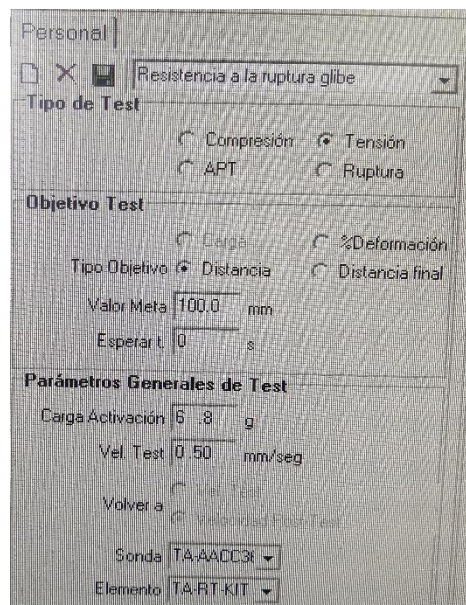 Personal
Resistencia a la ruptura glibe
Tipo de Test
Compresión Tensión
APT Ruptura
Objetivo Test
Carga %Deformación
Tipo Objetivo Distancia Distancia final
Valor Meta 100.0 mm
Esperar t. 0 s
Parámetros Generales de Test
Carga Activación 6 .8 g
Vel. Test 0.50 mm/seg
Vel. Test
Volver a
Velocidad Post-Test
Sonda TA-AACC36
Elemento TA-RT-KIT